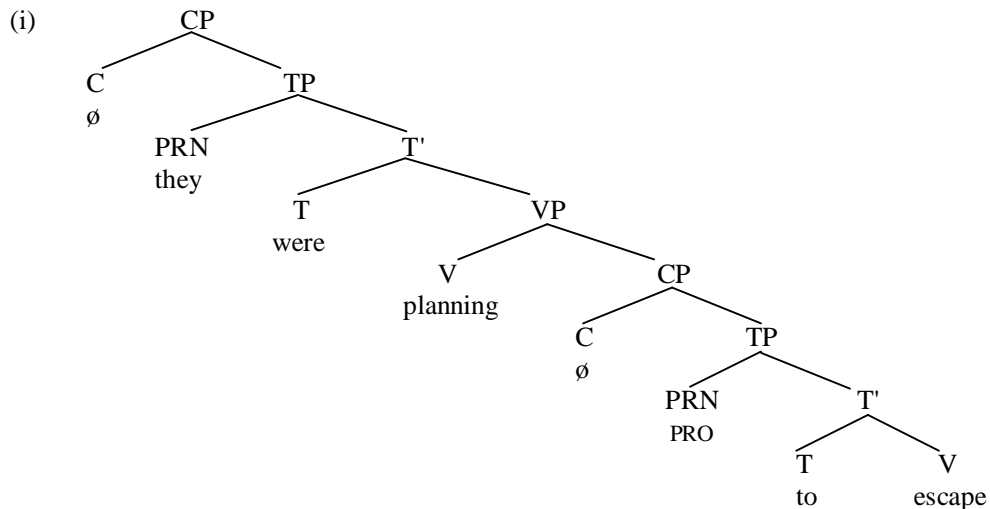 (i) CP
C TP
ø
PRN T'
they
T VP
were
V CP
planning
C TP
ø
PRN T'
PRO
T V
to escape